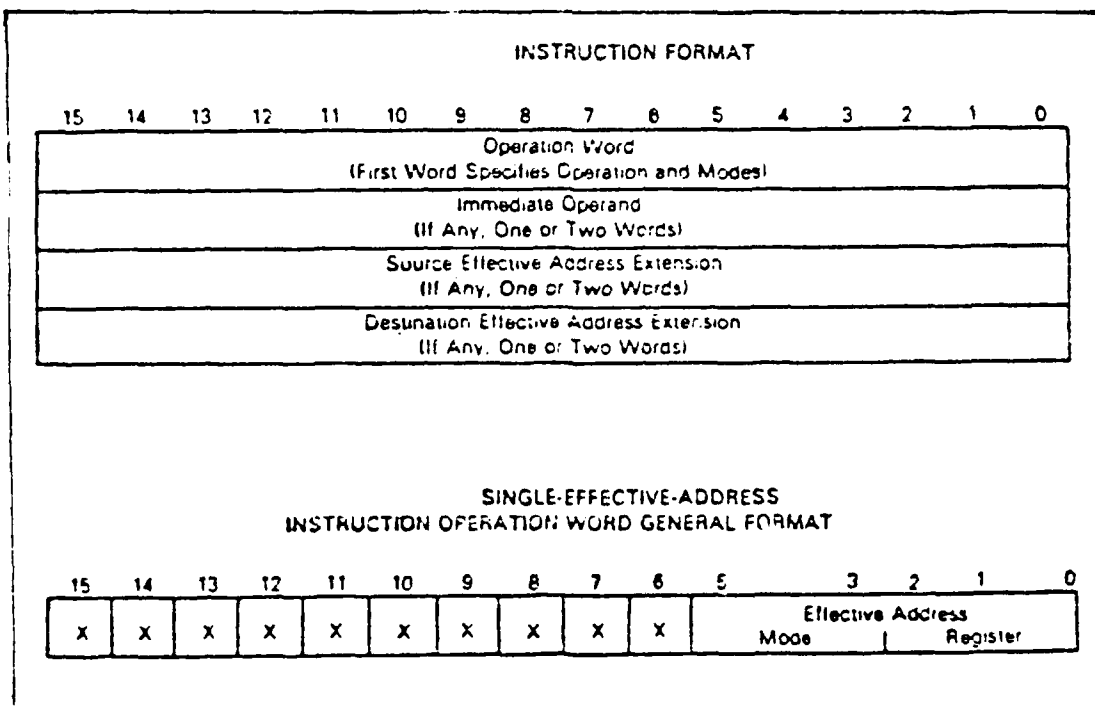 INSTRUCTION FORMAT
15 14 13 12 11 10 9 8 7 6 5 4 3 2 1 0
Operation Word
(First Word Specifies Operation and Modes)
Immediate Operand
(If Any, One or Two Words)
Source Effective Address Extension
(If Any, One or Two Words)
Destination Effective Address Extension
(If Any, One or Two Words)
SINGLE-EFFECTIVE-ADDRESS
INSTRUCTION OPERATION WORD GENERAL FORMAT
15 14 13 12 11 10 9 8 7 6 5 3 2 1 0
X X X X X X X X X X Effective Address
Mode Register